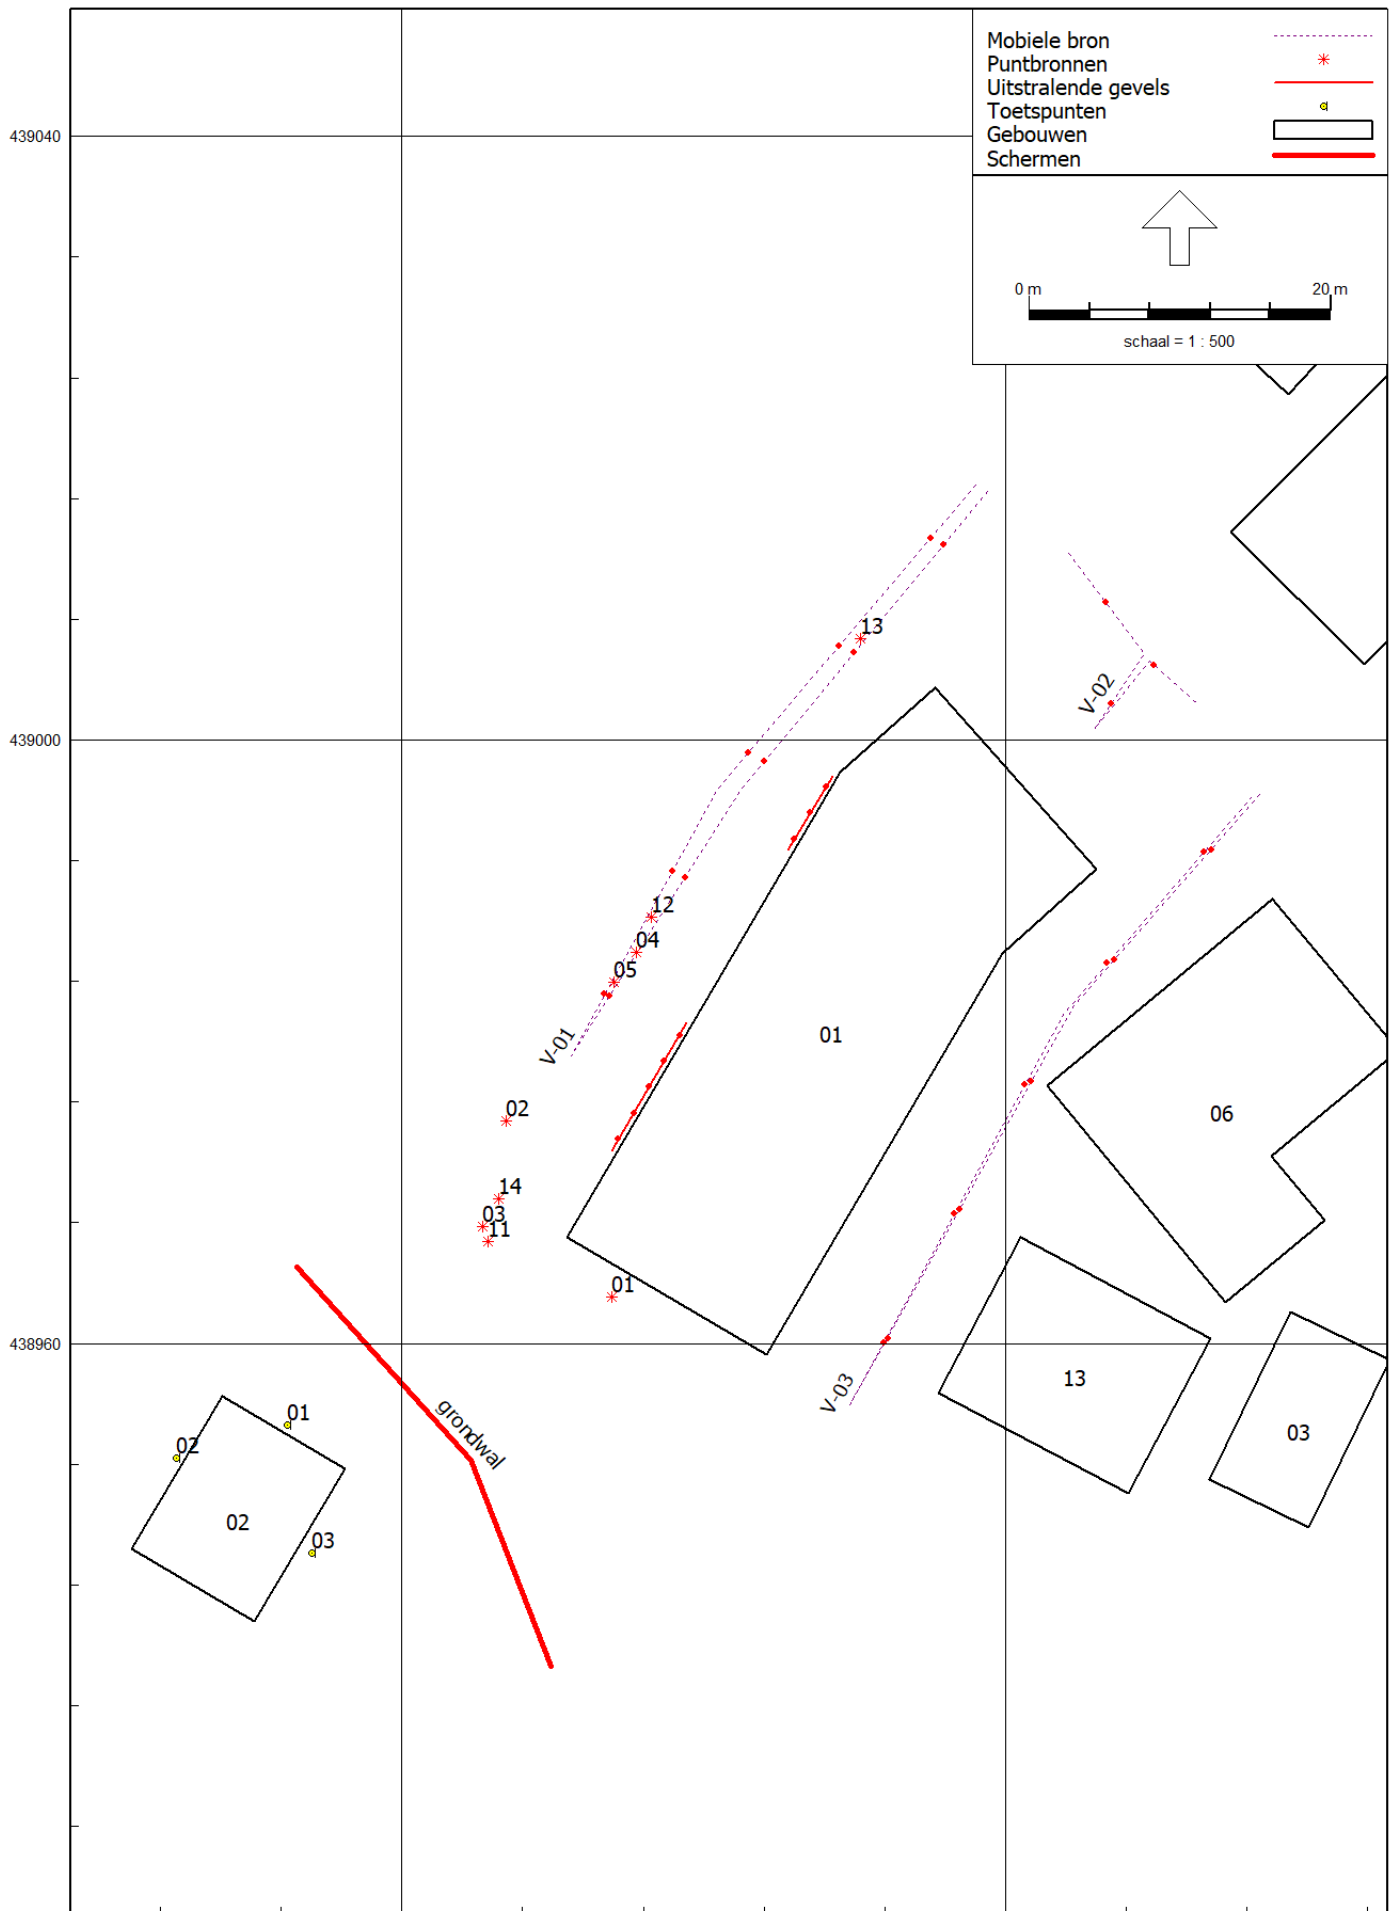 Mobiele bron
Puntbronnen
Uitstralende gevels
Toetspunten
Gebouwen
Schermen
439040
0 m 20 m
schaal = 1 : 500
13
V-02
439000
12
04
05
V-01
01
02
06
14
03
11
01
438960
V-03
13
grondwal
01
03
02
02
03